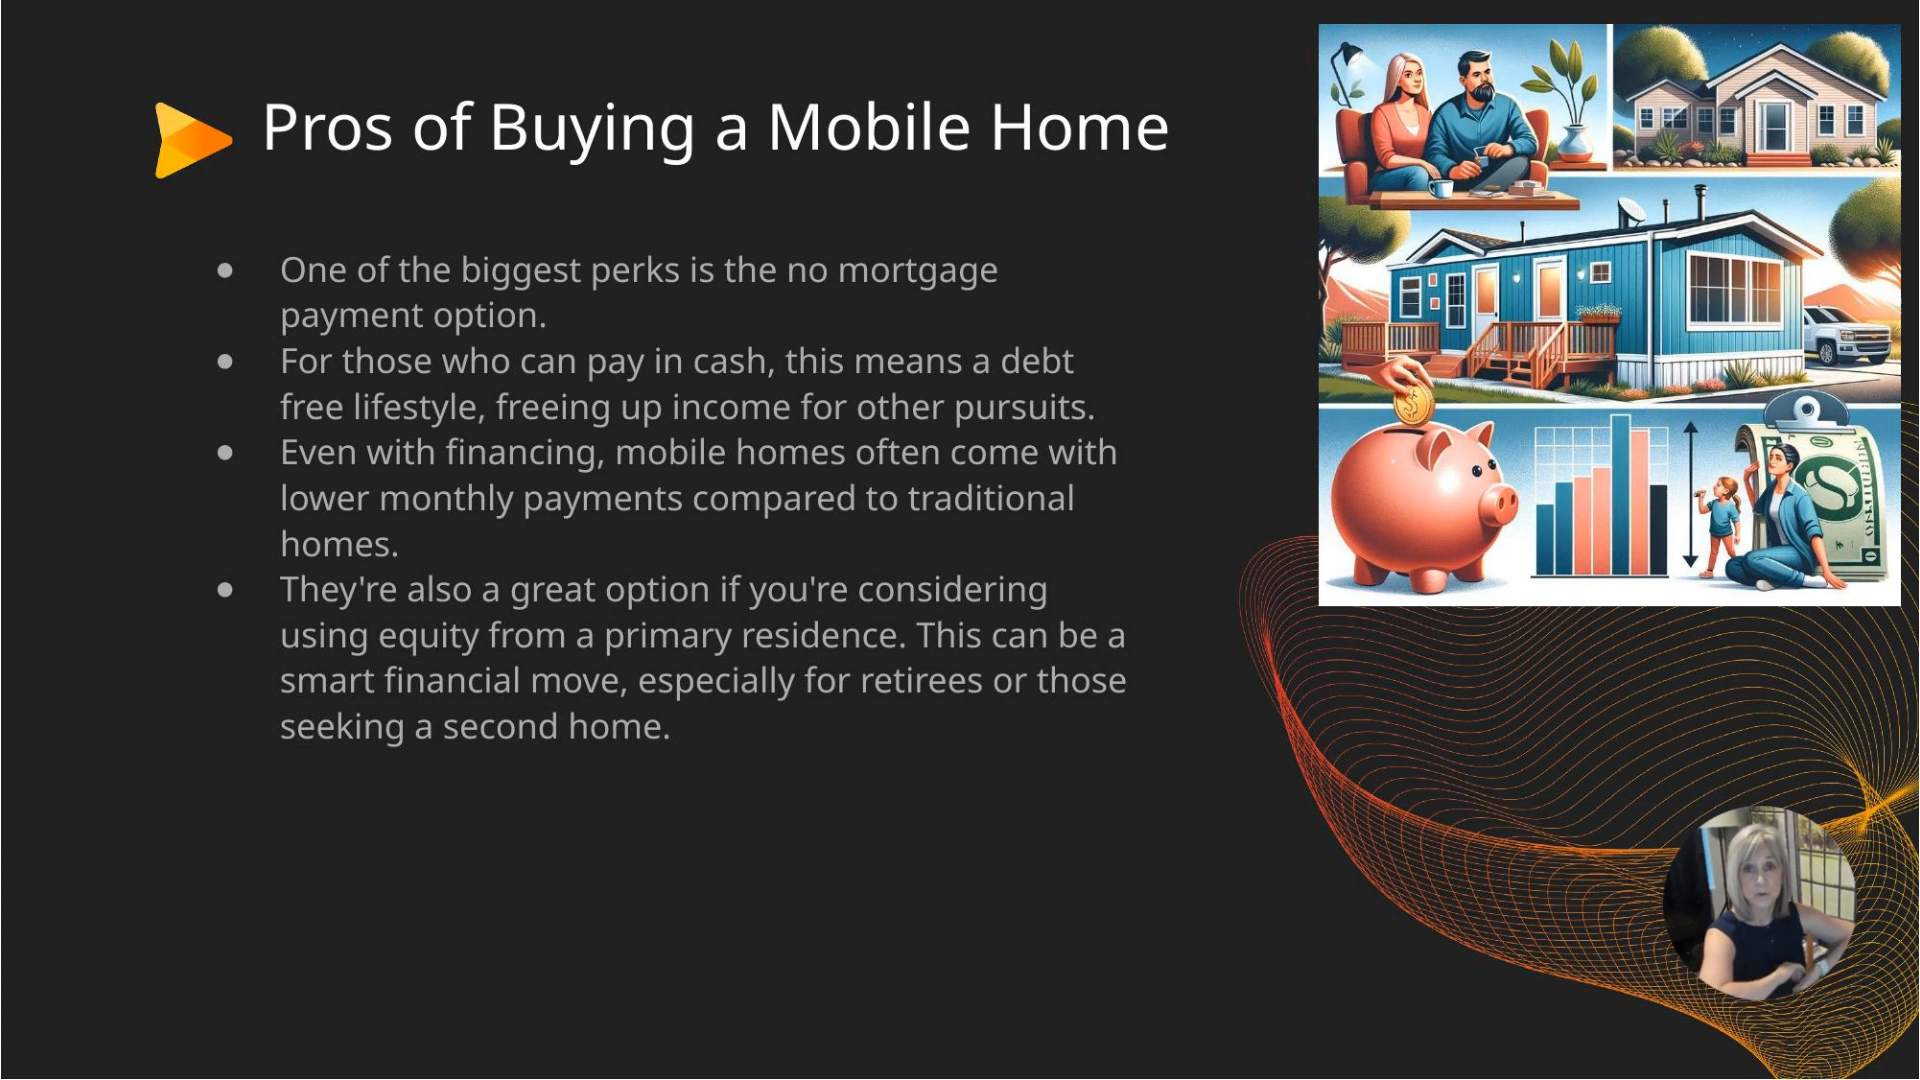 Pros of Buying a Mobile Home
● One of the biggest perks is the no mortgage
payment option.
● For those who can pay in cash, this means a debt
free lifestyle, freeing up income for other pursuits.
● Even with financing, mobile homes often come with
lower monthly payments compared to traditional
homes.
● They're also a great option if you're considering
using equity from a primary residence. This can be a
smart financial move, especially for retirees or those
seeking a second home.